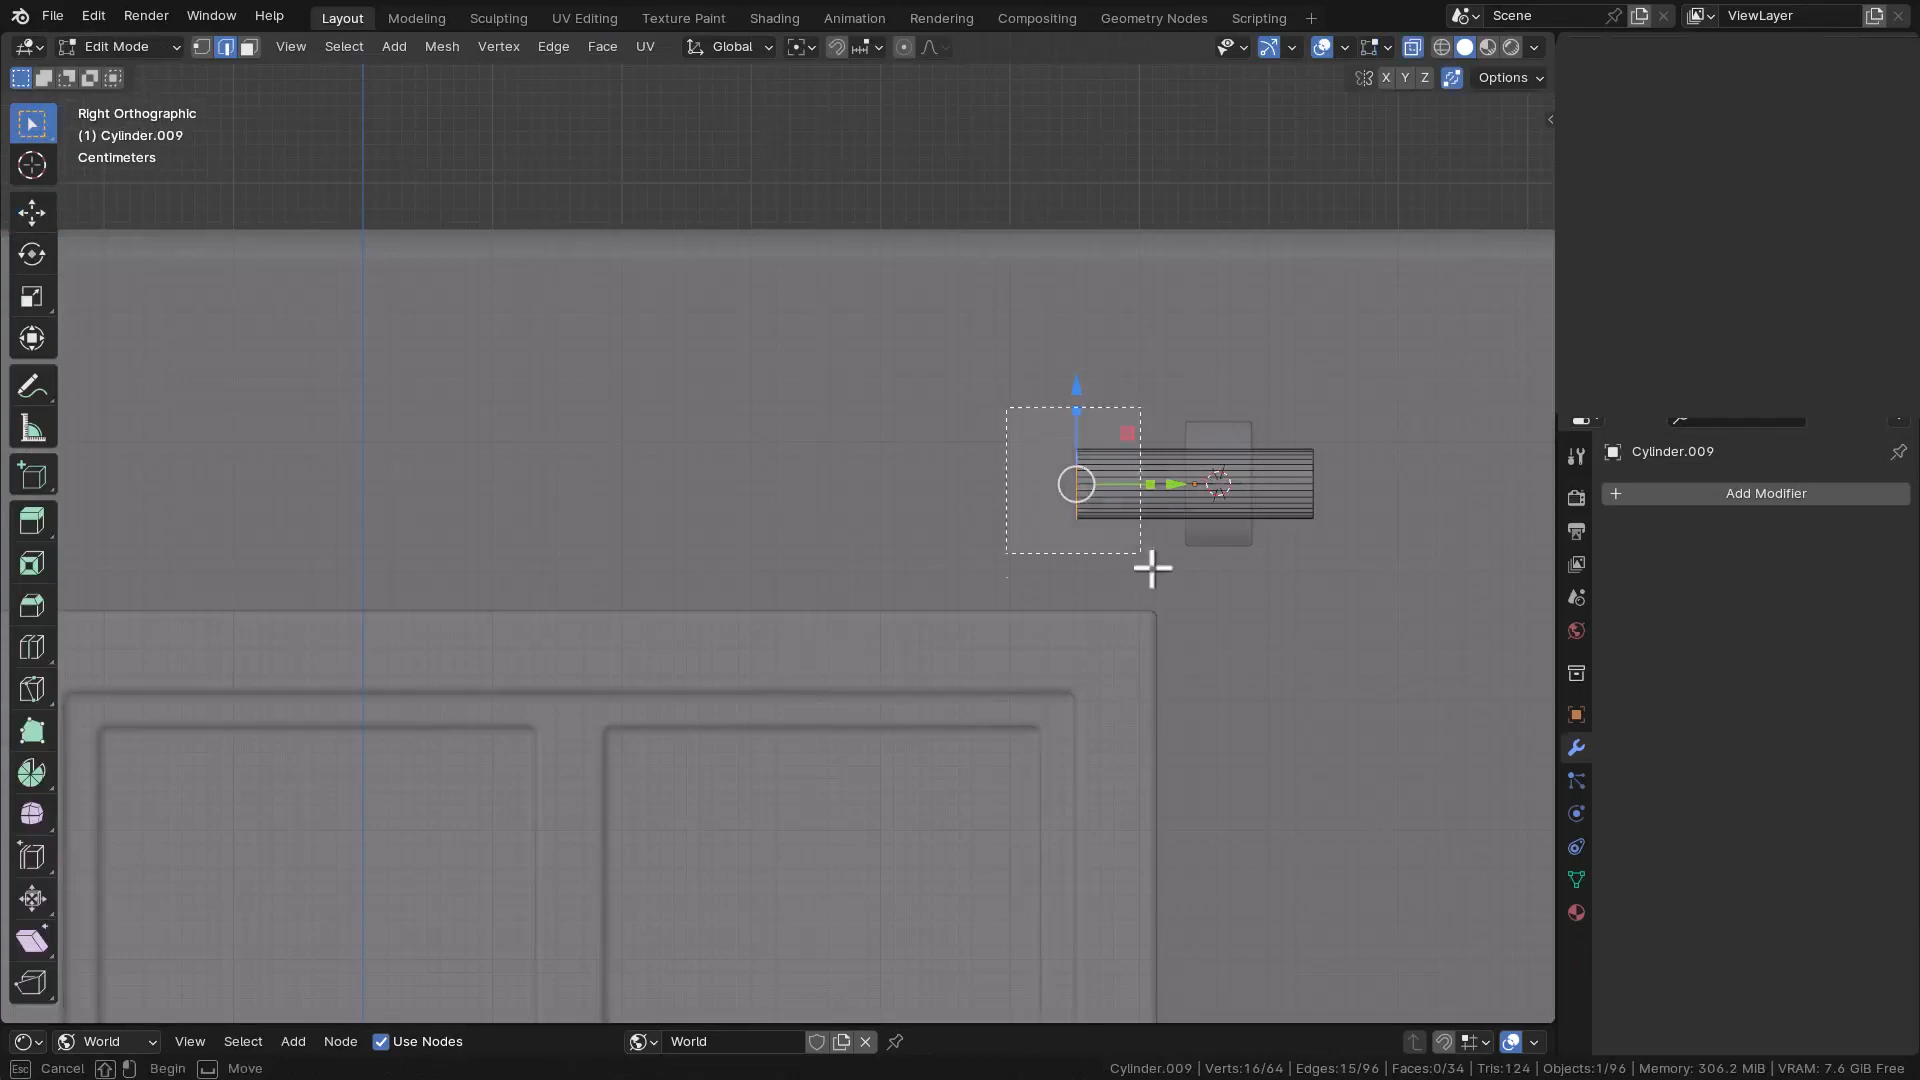 File Edit Render Window Help Layout Modeling Sculpting UV Editing Texture Paint Shading Animation Rendering Compositing Geometry Nodes Scripting + Scene ViewLayer
Edit Mode View Select Add Mesh Vertex Edge Face UV Global
X Y Z Options
Right Orthographic
(1) Cylinder.009
Centimeters
Cylinder.009
+ Add Modifier
World View Select Add Node Use Nodes World
Esc Cancel Begin Move Cylinder.009 | Verts:16/64 | Edges:15/96 | Faces:0/34 | Tris:124 | Objects:1/96 | Memory: 306.2 MiB | VRAM: 7.6 GiB Free